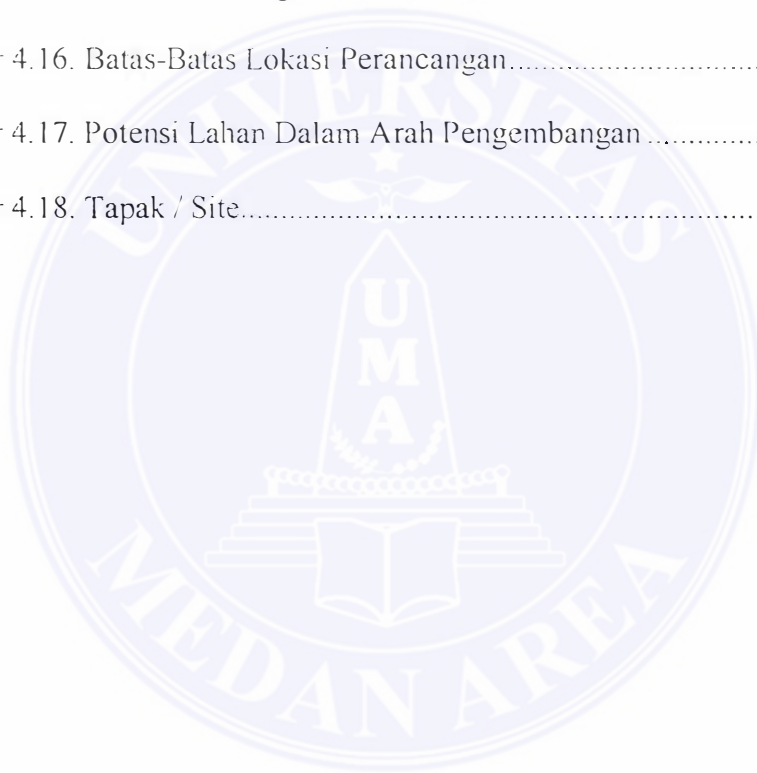 4.16. Batas-Batas Lokasi Perancangan..............................
4.17. Potensi Lahan Dalam Arah Pengembangan ..............
4.18. Tapak / Site.....................................................................
UNIVERSITAS
UMA
MEDAN AREA